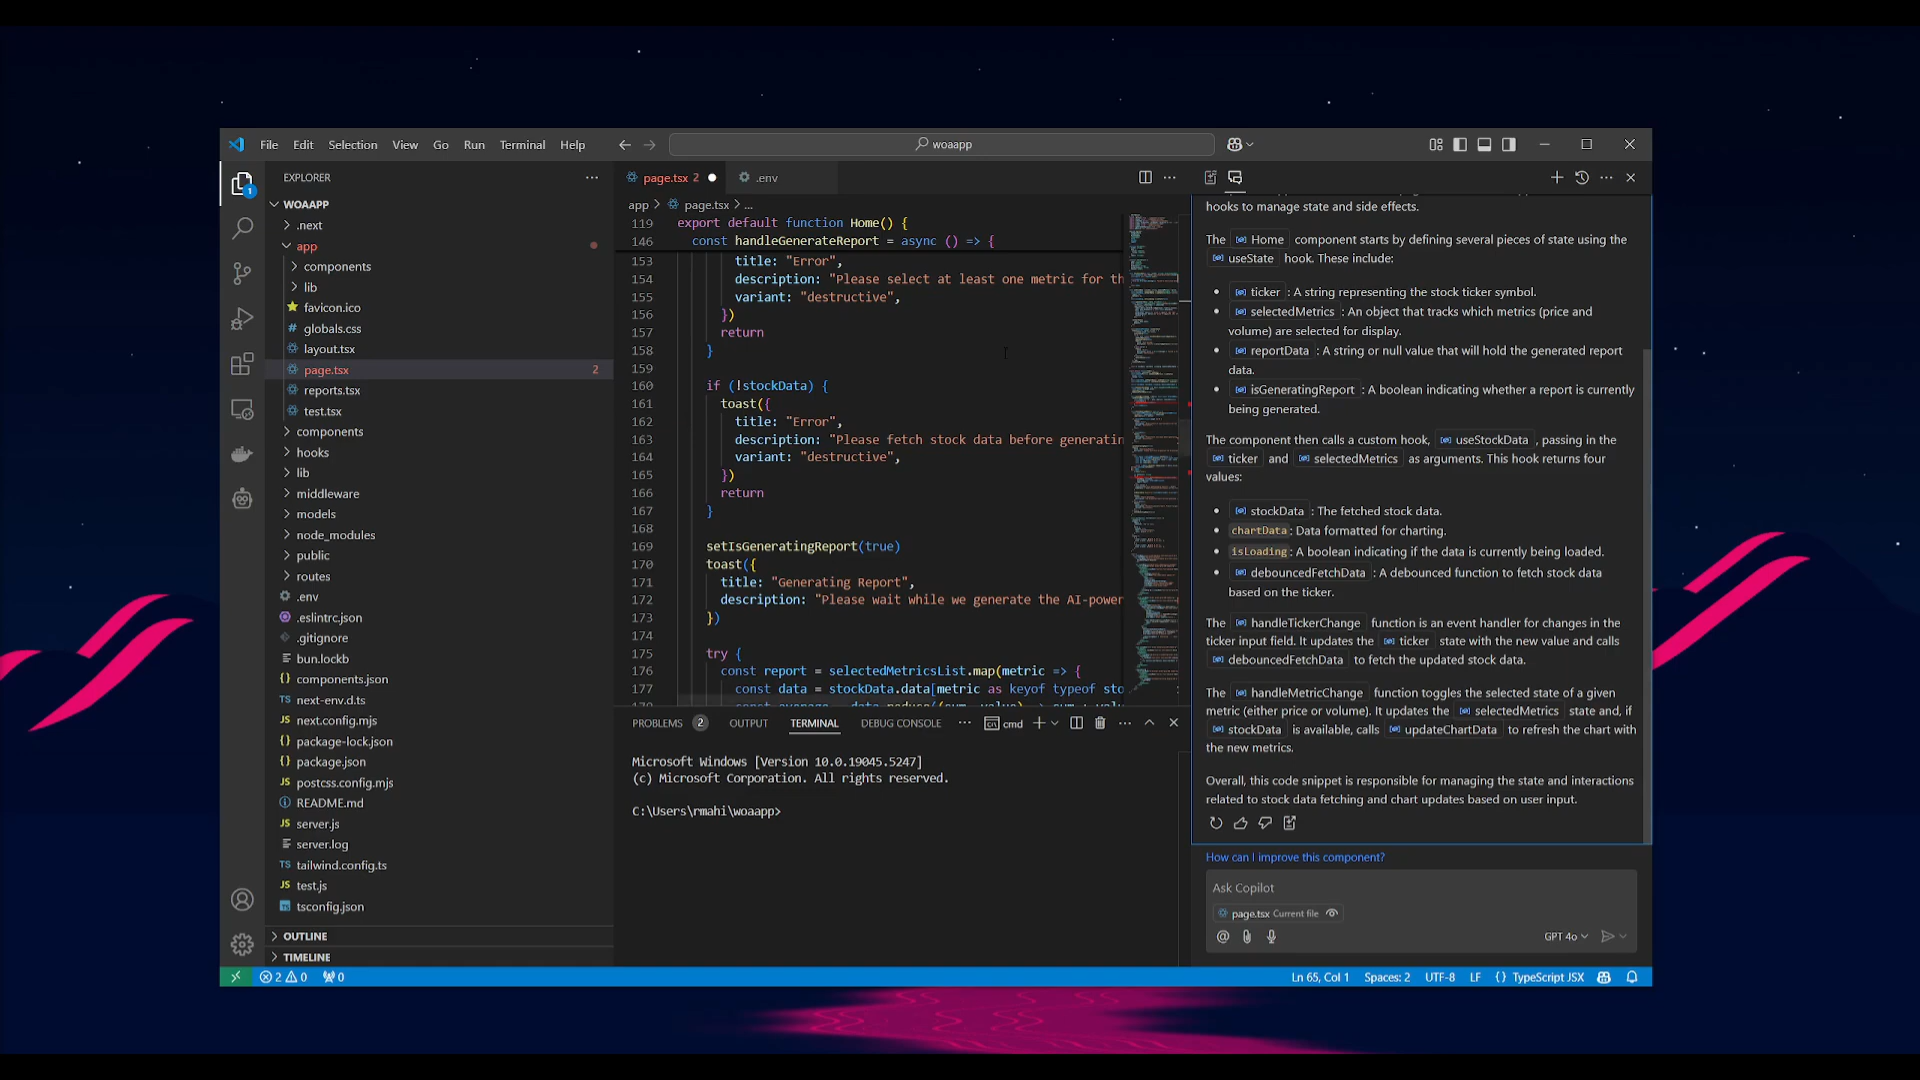 File Edit Selection View Go Run Terminal Help
woaapp
EXPLORER
WOAAPP
.next
app
components
lib
favicon.ico
# globals.css
layout.tsx
page.tsx 2
reports.tsx
test.tsx
components
hooks
lib
middleware
models
node_modules
public
routes
.env
.eslintrc.json
.gitignore
bun.lockb
{} components.json
TS next-env.d.ts
JS next.config.mjs
{} package-lock.json
{} package.json
JS postcss.config.mjs
README.md
JS server.js
server.log
TS tailwind.config.ts
JS test.js
tsconfig.json
OUTLINE
TIMELINE
1
page.tsx 2
.env
app > page.tsx > ...
119 export default function Home() {
146 const handleGenerateReport = async () => {
153 title: "Error",
154 description: "Please select at least one metric for th
155 variant: "destructive",
156 })
157 return
158 }
159
160 if (!stockData) {
161 toast({
162 title: "Error",
163 description: "Please fetch stock data before generatin
164 variant: "destructive",
165 })
166 return
167 }
168
169 setIsGeneratingReport(true)
170 toast({
171 title: "Generating Report",
172 description: "Please wait while we generate the AI-power
173 })
174
175 try {
176 const report = selectedMetricsList.map(metric => {
177 const data = stockData.data[metric as keyof typeof sto
PROBLEMS 2 OUTPUT TERMINAL DEBUG CONSOLE ... cmd
Microsoft Windows [Version 10.0.19045.5247]
(c) Microsoft Corporation. All rights reserved.
C:\Users\rmahi\woaapp>
hooks to manage state and side effects.
The Home component starts by defining several pieces of state using the
useState hook. These include:
• ticker : A string representing the stock ticker symbol.
• selectedMetrics : An object that tracks which metrics (price and
volume) are selected for display.
• reportData : A string or null value that will hold the generated report
data.
• isGeneratingReport : A boolean indicating whether a report is currently
being generated.
The component then calls a custom hook, useStockData , passing in the
ticker and selectedMetrics as arguments. This hook returns four
values:
• stockData : The fetched stock data.
• chartData: Data formatted for charting.
• isLoading: A boolean indicating if the data is currently being loaded.
• debouncedFetchData : A debounced function to fetch stock data
based on the ticker.
The handleTickerChange function is an event handler for changes in the
ticker input field. It updates the ticker state with the new value and calls
debouncedFetchData to fetch the updated stock data.
The handleMetricChange function toggles the selected state of a given
metric (either price or volume). It updates the selectedMetrics state and, if
stockData is available, calls updateChartData to refresh the chart with
the new metrics.
Overall, this code snippet is responsible for managing the state and interactions
related to stock data fetching and chart updates based on user input.
How can I improve this component?
Ask Copilot
page.tsx Current file
@ GPT 4o
2 0 0 Ln 65, Col 1 Spaces: 2 UTF-8 LF {} TypeScript JSX